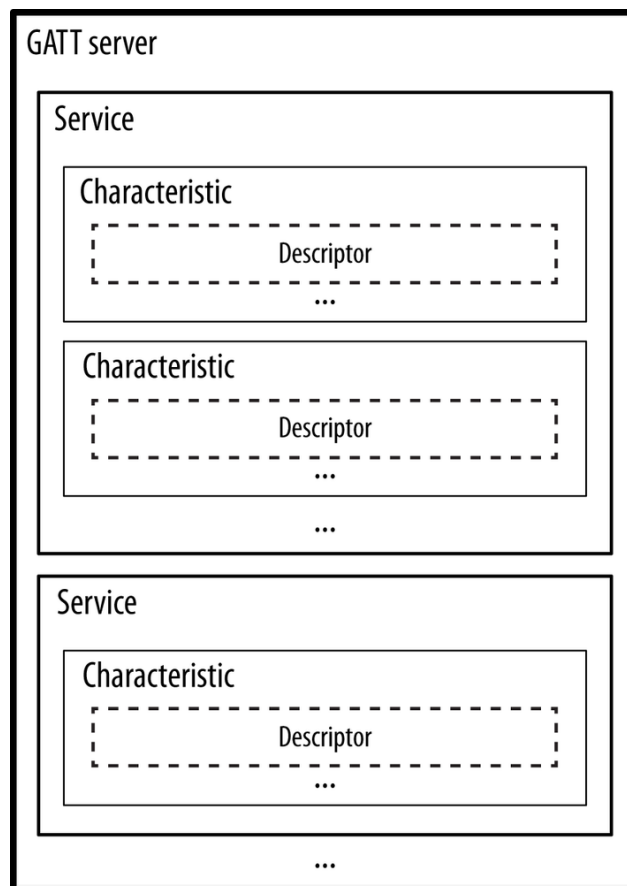 GATT server
Service
Characteristic
Descriptor
...
Characteristic
Descriptor
...
...
Service
Characteristic
Descriptor
...
...